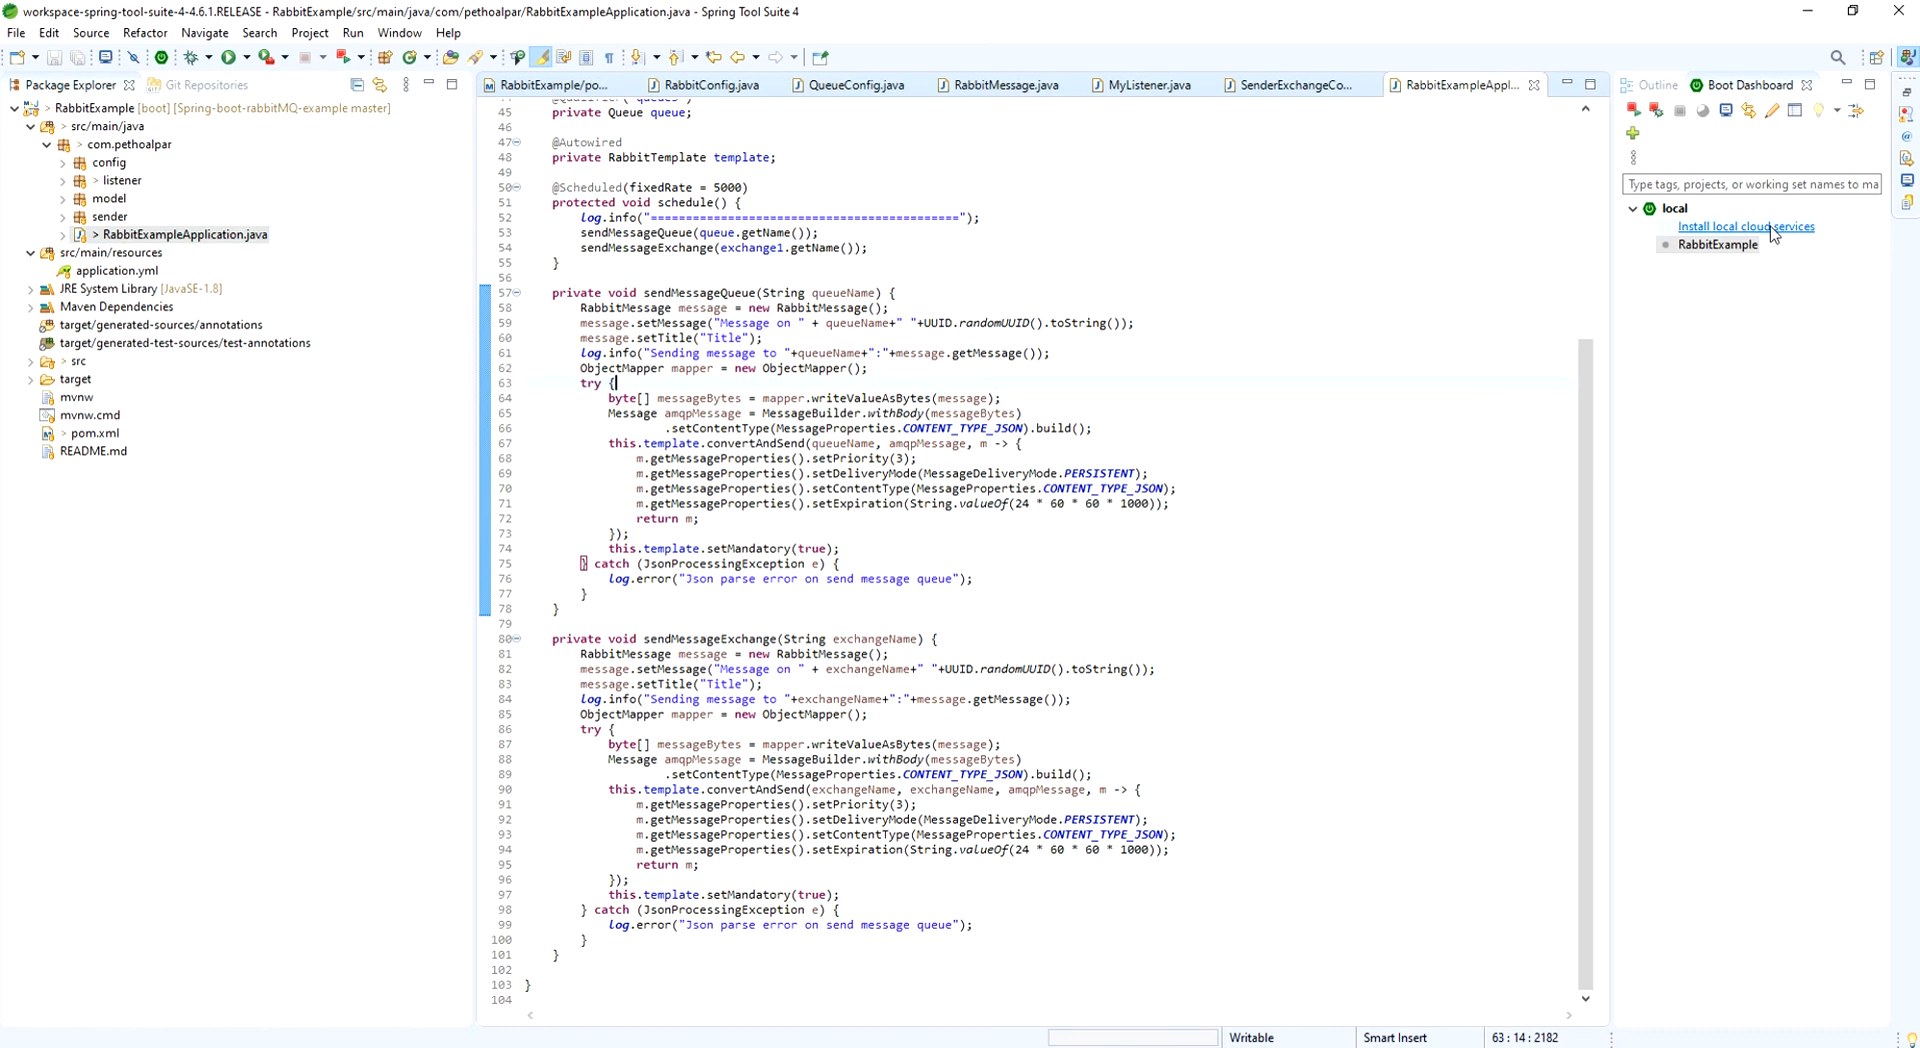 workspace-spring-tool-suite-4-4.6.1.RELEASE - RabbitExample/src/main/java/com/pethoalpar/RabbitExampleApplication.java - Spring Tool Suite 4
File Edit Source Refactor Navigate Search Project Run Window Help
Package Explorer Git Repositories
RabbitExample [boot] [Spring-boot-rabbitMQ-example master]
> src/main/java
> com.pethoalpar
config
> listener
model
sender
> RabbitExampleApplication.java
src/main/resources
application.yml
JRE System Library [JavaSE-1.8]
Maven Dependencies
target/generated-sources/annotations
target/generated-test-sources/test-annotations
> src
target
mvnw
mvnw.cmd
> pom.xml
README.md
RabbitExample/po... RabbitConfig.java QueueConfig.java RabbitMessage.java MyListener.java SenderExchangeCo... RabbitExampleAppl...
45 private Queue queue;
46
47 @Autowired
48 private RabbitTemplate template;
49
50 @Scheduled(fixedRate = 5000)
51 protected void schedule() {
52 log.info("============================================");
53 sendMessageQueue(queue.getName());
54 sendMessageExchange(exchange1.getName());
55 }
56
57 private void sendMessageQueue(String queueName) {
58 RabbitMessage message = new RabbitMessage();
59 message.setMessage("Message on " + queueName+" "+UUID.randomUUID().toString());
60 message.setTitle("Title");
61 log.info("Sending message to "+queueName+":"+message.getMessage());
62 ObjectMapper mapper = new ObjectMapper();
63 try {
64 byte[] messageBytes = mapper.writeValueAsBytes(message);
65 Message amqpMessage = MessageBuilder.withBody(messageBytes)
66 .setContentType(MessageProperties.CONTENT_TYPE_JSON).build();
67 this.template.convertAndSend(queueName, amqpMessage, m -> {
68 m.getMessageProperties().setPriority(3);
69 m.getMessageProperties().setDeliveryMode(MessageDeliveryMode.PERSISTENT);
70 m.getMessageProperties().setContentType(MessageProperties.CONTENT_TYPE_JSON);
71 m.getMessageProperties().setExpiration(String.valueOf(24 * 60 * 60 * 1000));
72 return m;
73 });
74 this.template.setMandatory(true);
75 } catch (JsonProcessingException e) {
76 log.error("Json parse error on send message queue");
77 }
78 }
79
80 private void sendMessageExchange(String exchangeName) {
81 RabbitMessage message = new RabbitMessage();
82 message.setMessage("Message on " + exchangeName+" "+UUID.randomUUID().toString());
83 message.setTitle("Title");
84 log.info("Sending message to "+exchangeName+":"+message.getMessage());
85 ObjectMapper mapper = new ObjectMapper();
86 try {
87 byte[] messageBytes = mapper.writeValueAsBytes(message);
88 Message amqpMessage = MessageBuilder.withBody(messageBytes)
89 .setContentType(MessageProperties.CONTENT_TYPE_JSON).build();
90 this.template.convertAndSend(exchangeName, exchangeName, amqpMessage, m -> {
91 m.getMessageProperties().setPriority(3);
92 m.getMessageProperties().setDeliveryMode(MessageDeliveryMode.PERSISTENT);
93 m.getMessageProperties().setContentType(MessageProperties.CONTENT_TYPE_JSON);
94 m.getMessageProperties().setExpiration(String.valueOf(24 * 60 * 60 * 1000));
95 return m;
96 });
97 this.template.setMandatory(true);
98 } catch (JsonProcessingException e) {
99 log.error("Json parse error on send message queue");
100 }
101 }
102
103 }
104
Outline Boot Dashboard
Type tags, projects, or working set names to ma
local
Install local cloud services
RabbitExample
Writable Smart Insert 63 : 14 : 2182